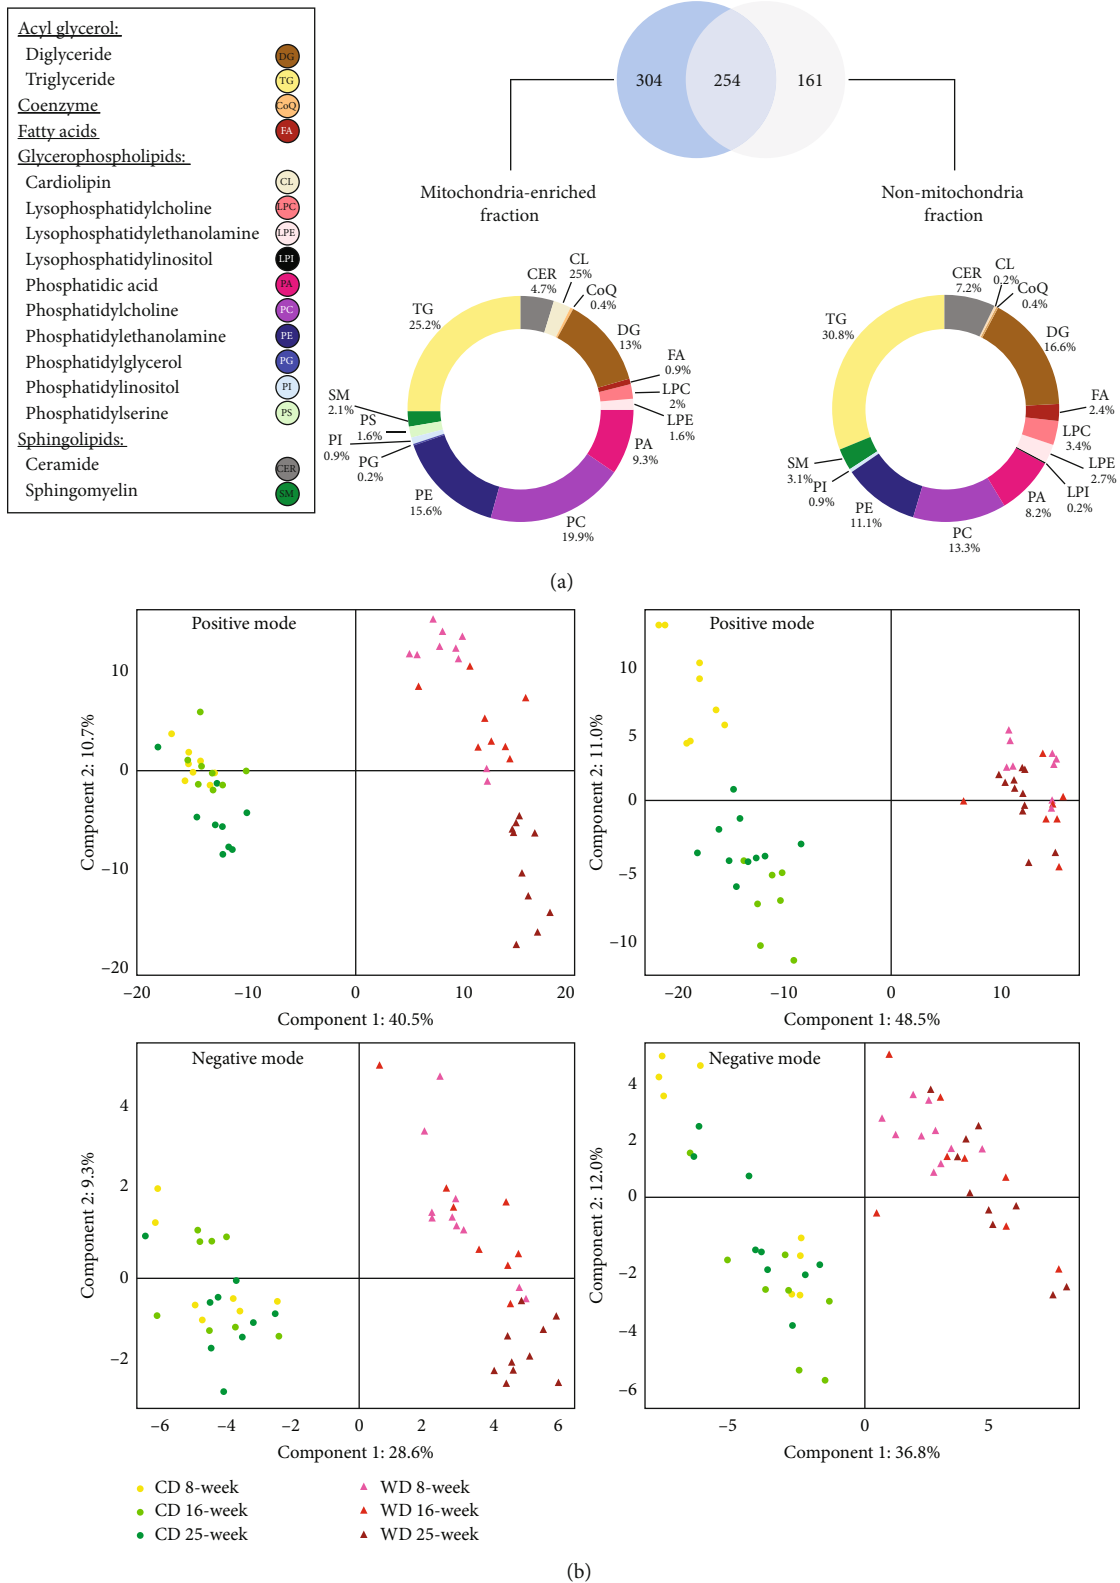 Acyl glycerol:
Diglyceride DG
Triglyceride TG
Coenzyme CoQ
Fatty acids FA
Glycerophospholipids:
Cardiolipin CL
Lysophosphatidylcholine LPC
Lysophosphatidylethanolamine LPE
Lysophosphatidylinositol LPI
Phosphatidic acid PA
Phosphatidylcholine PC
Phosphatidylethanolamine PE
Phosphatidylglycerol PG
Phosphatidylinositol PI
Phosphatidylserine PS
Sphingolipids:
Ceramide CER
Sphingomyelin SM
304 254 161
Mitochondria-enriched
fraction
CER
4.7%
CL
25%
CoQ
0.4%
DG
13%
FA
0.9%
LPC
2%
LPE
1.6%
PA
9.3%
PC
19.9%
PE
15.6%
PG
0.2%
PI
0.9%
PS
1.6%
SM
2.1%
TG
25.2%
Non-mitochondria
fraction
CER
7.2%
CL
0.2%
CoQ
0.4%
DG
16.6%
FA
2.4%
LPC
3.4%
LPE
2.7%
LPI
0.2%
PA
8.2%
PC
13.3%
PE
11.1%
PI
0.9%
SM
3.1%
TG
30.8%
(a)
Positive mode
Component 2: 10.7%
10
0
–10
–20
–20 –10 0 10 20
Component 1: 40.5%
Positive mode
Component 2: 11.0%
10
5
0
–5
–10
–20 –10 0 10
Component 1: 48.5%
Negative mode
Component 2: 9.3%
4
2
0
–2
–6 –4 –2 0 2 4 6
Component 1: 28.6%
Negative mode
Component 2: 12.0%
4
2
0
–2
–4
–6
–5 0 5
Component 1: 36.8%
CD 8-week
CD 16-week
CD 25-week
WD 8-week
WD 16-week
WD 25-week
(b)